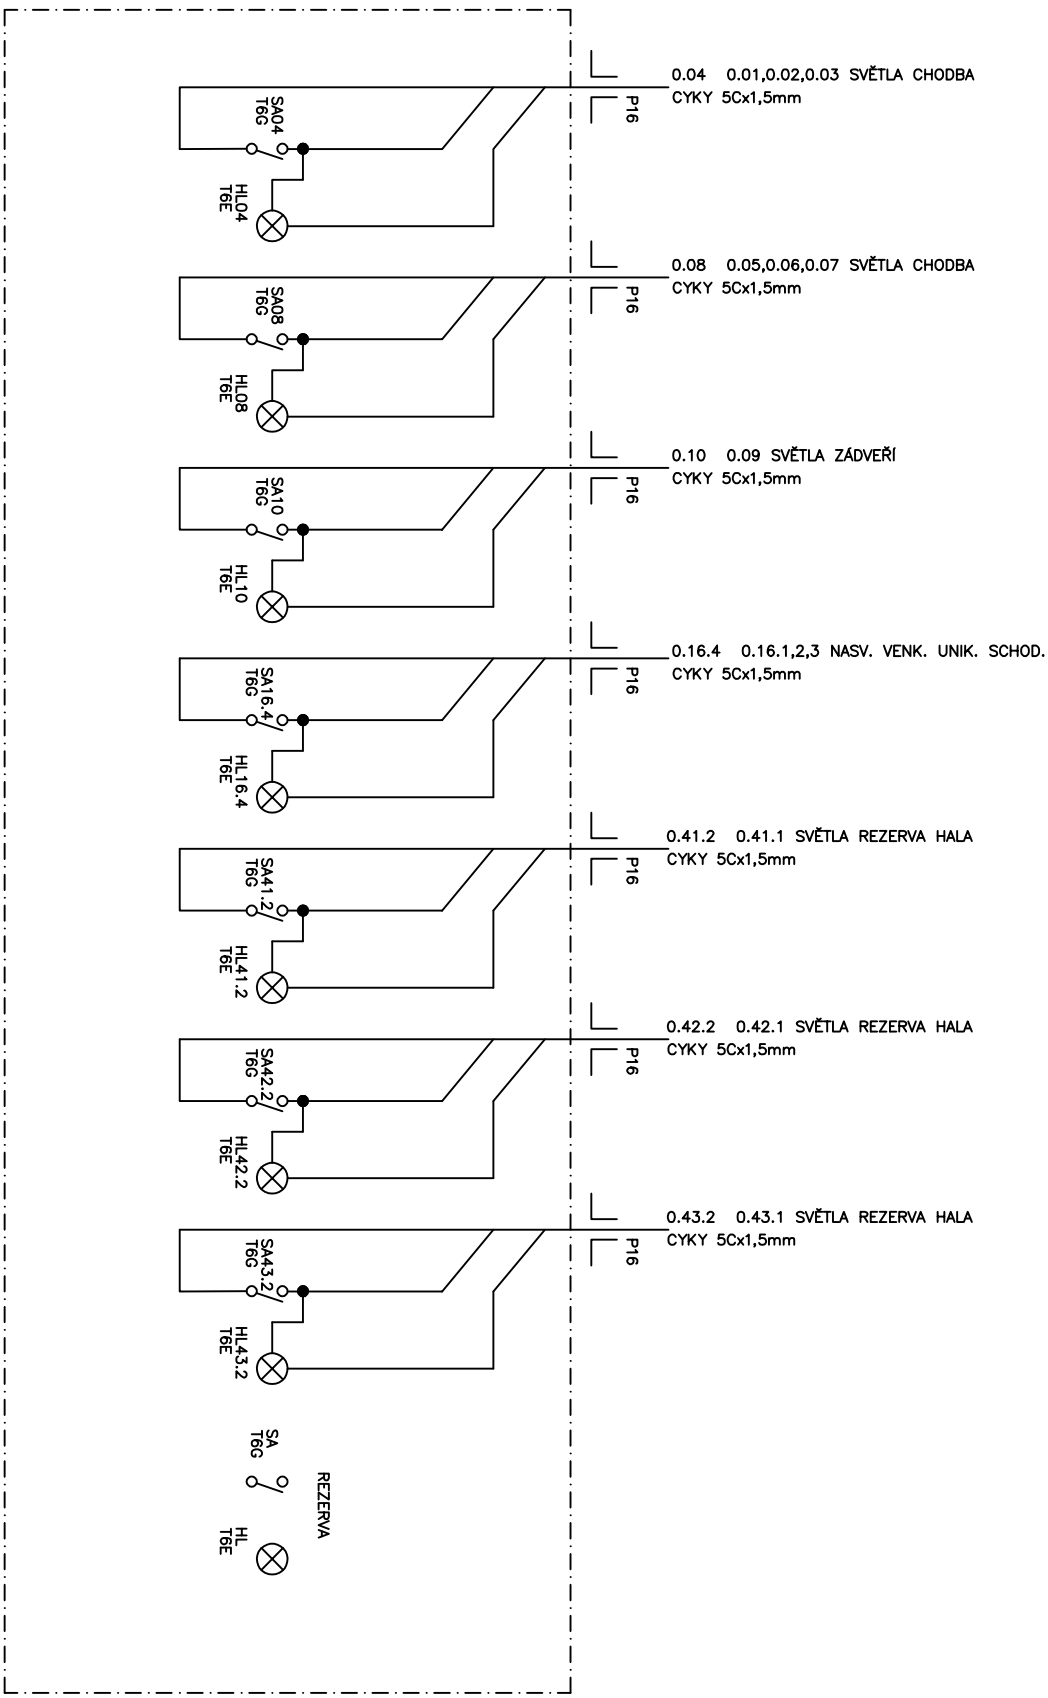 0.04 0.01,0.02,0.03 SVĚTLA CHODBA
CYKY 5Cx1,5mm
P16
SA04
T6G
HL04
T6E
0.08 0.05,0.06,0.07 SVĚTLA CHODBA
CYKY 5Cx1,5mm
P16
SA08
T6G
HL08
T6E
0.10 0.09 SVĚTLA ZÁDVEŘÍ
CYKY 5Cx1,5mm
P16
SA10
T6G
HL10
T6E
0.16.4 0.16.1,2,3 NASV. VENK. UNIK. SCHOD.
CYKY 5Cx1,5mm
P16
SA16.4
T6G
HL16.4
T6E
0.41.2 0.41.1 SVĚTLA REZERVA HALA
CYKY 5Cx1,5mm
P16
SA41.2
T6G
HL41.2
T6E
0.42.2 0.42.1 SVĚTLA REZERVA HALA
CYKY 5Cx1,5mm
P16
SA42.2
T6G
HL42.2
T6E
0.43.2 0.43.1 SVĚTLA REZERVA HALA
CYKY 5Cx1,5mm
P16
SA43.2
T6G
HL43.2
T6E
SA
T6G
REZERVA
HL
T6E